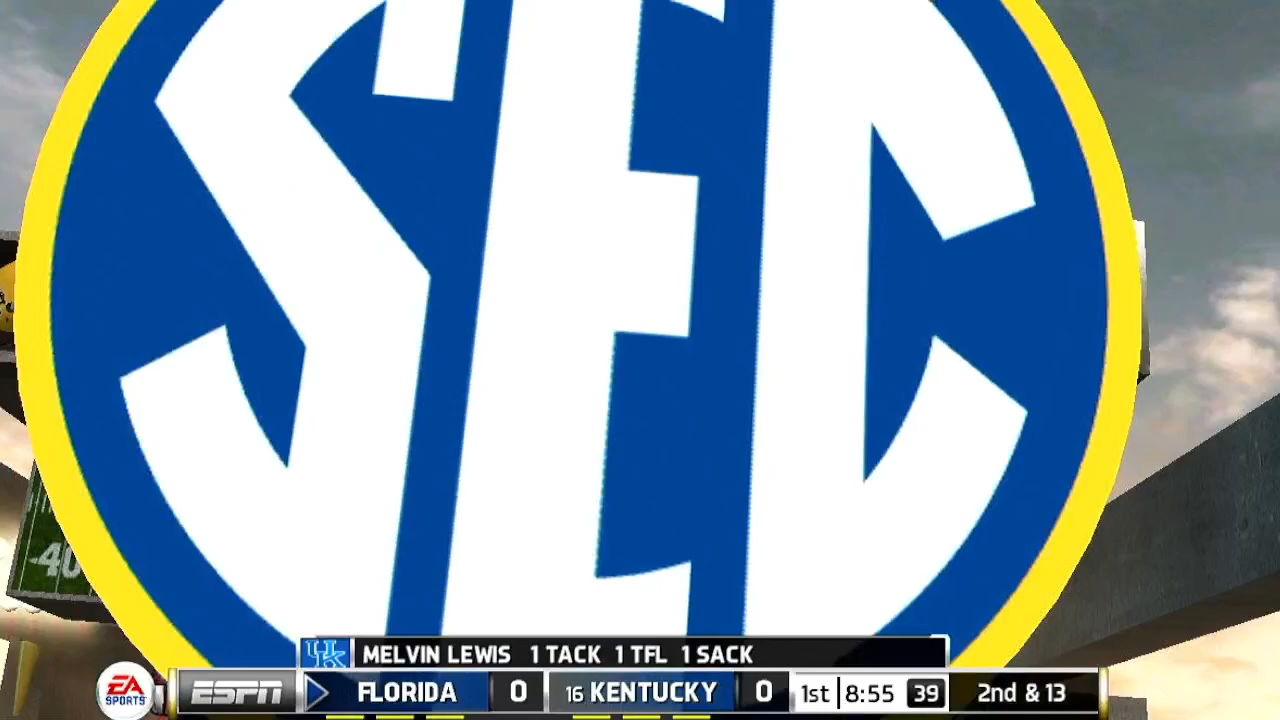 SEC
-40
UK
MELVIN LEWIS 1 TACK 1 TFL 1 SACK
EA SPORTS
ESPN FLORIDA 0 16 KENTUCKY 0 1st 8:55 39 2nd & 13